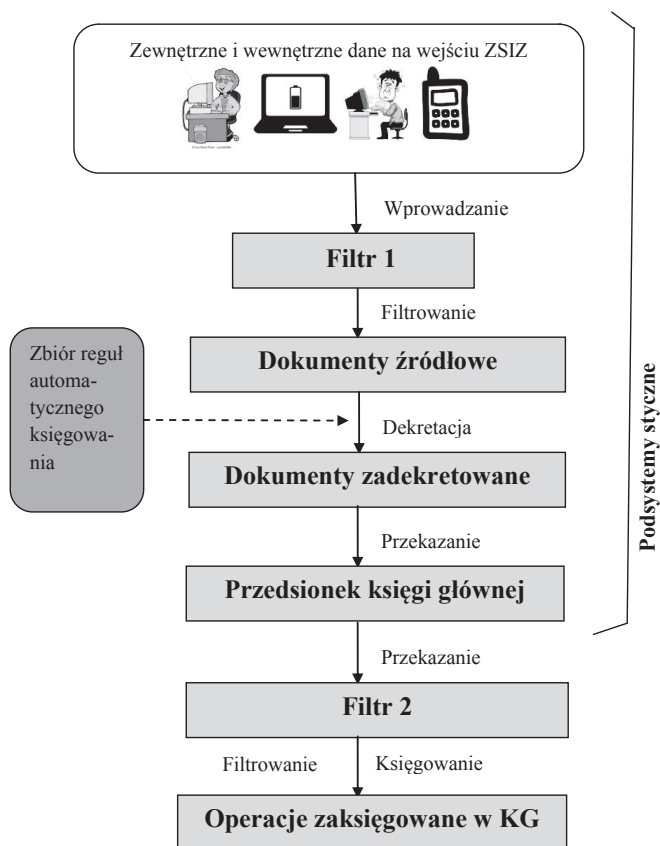 Zewnętrzne i wewnętrzne dane na wejściu ZSIZ
Wprowadzanie
Filtr 1
Filtrowanie
Dokumenty źródłowe
Zbiór reguł
automa-
tycznego
księgowa-
nia
Dekretacja
Dokumenty zadekretowane
Przekazanie
Przedsionek księgi głównej
Przekazanie
Filtr 2
Filtrowanie
Księgowanie
Operacje zaksięgowane w KG
Podsystemy styczne